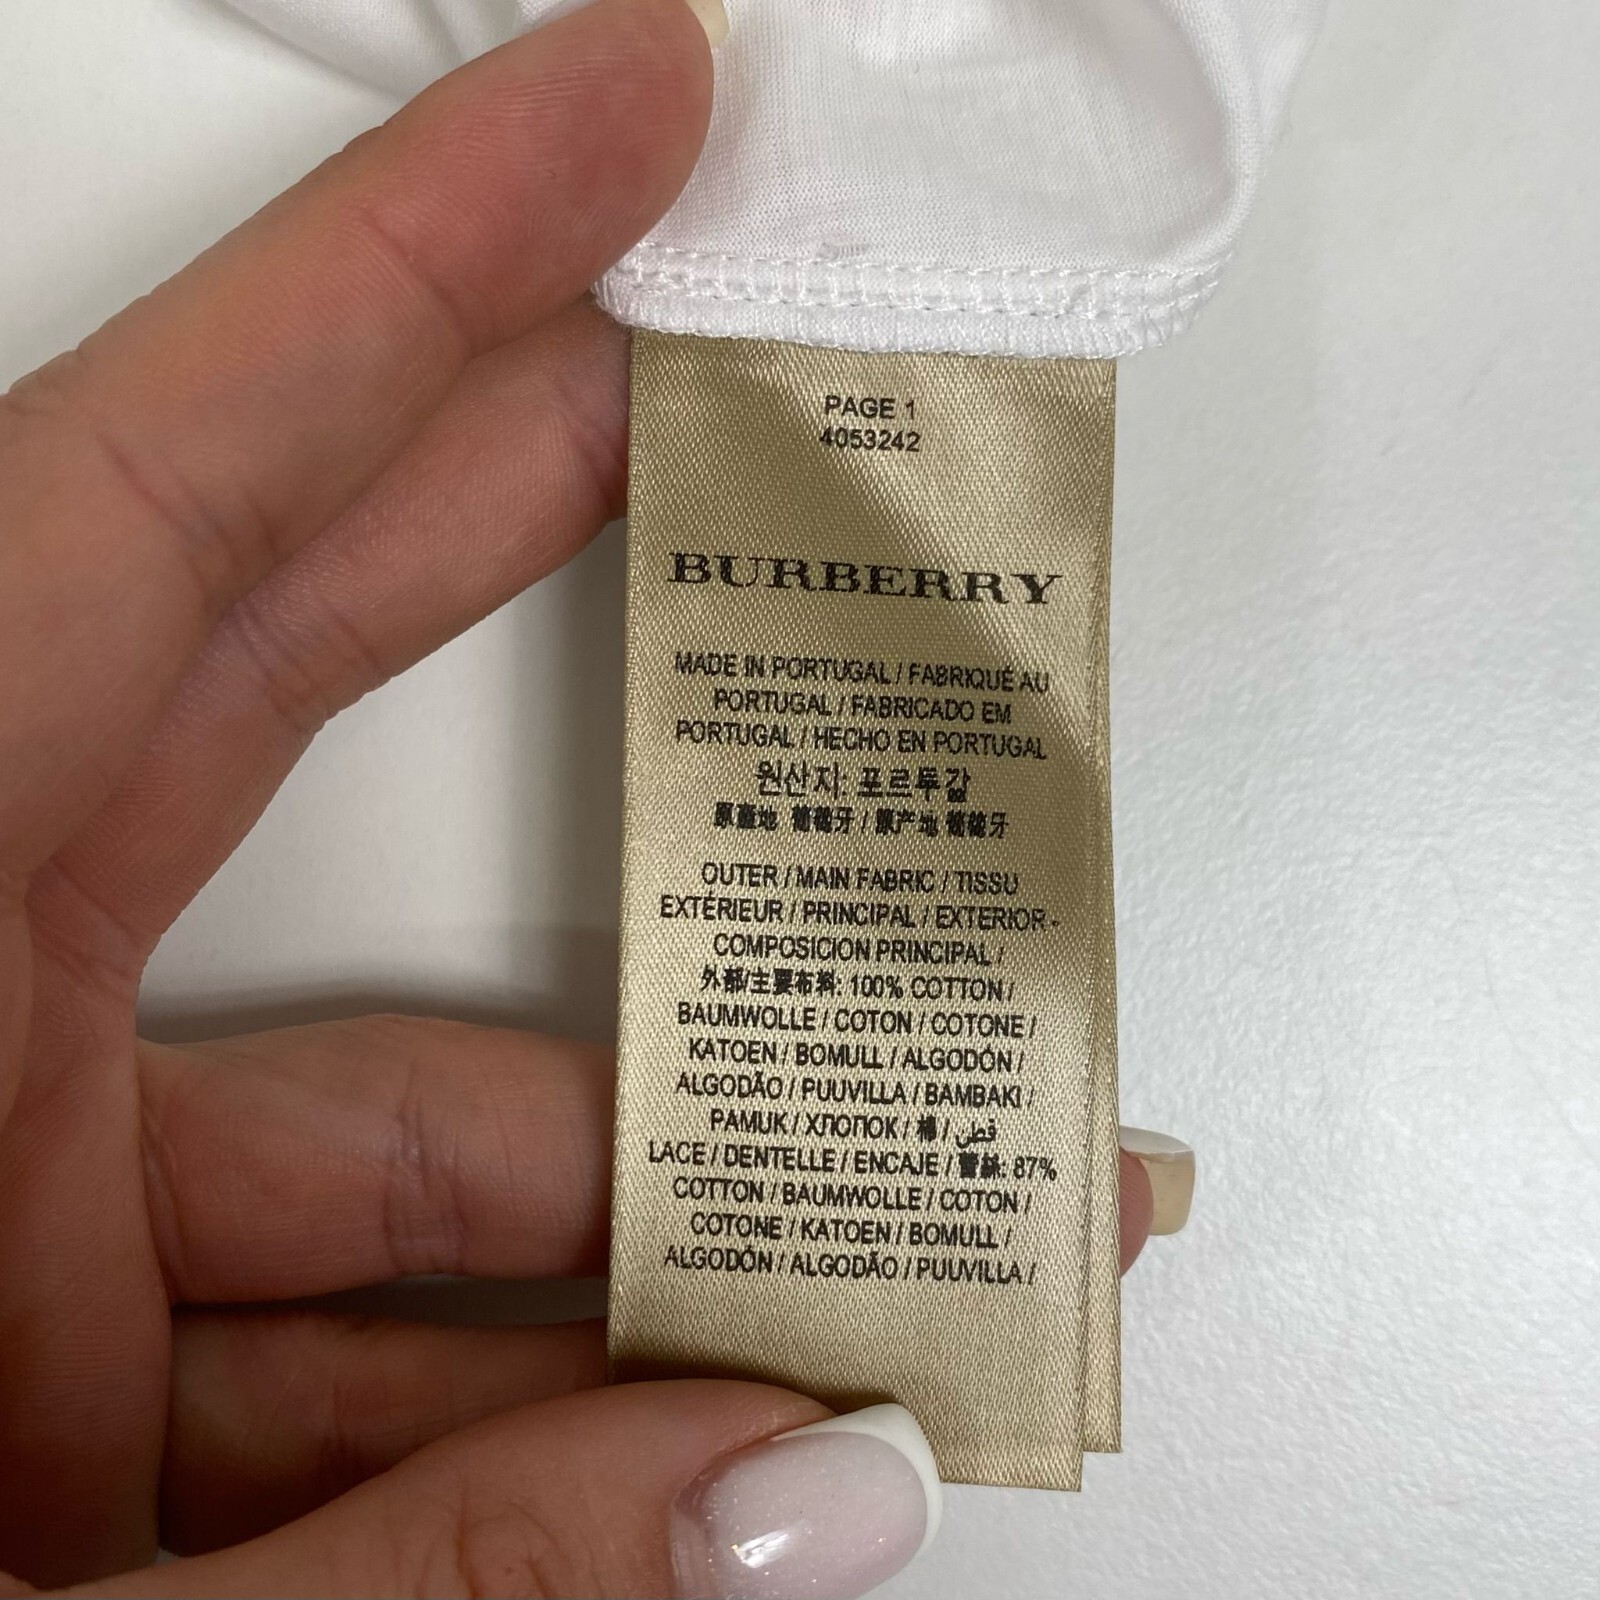 PAGE 1
4053242
BURBERRY
MADE IN PORTUGAL / FABRIQUÉ AU
PORTUGAL / FABRICADO EM
PORTUGAL / HECHO EN PORTUGAL
원산지: 포르투갈
原產地 葡萄牙 / 原产地 葡萄牙
OUTER / MAIN FABRIC / TISSU
EXTÉRIEUR / PRINCIPAL / EXTERIOR -
COMPOSICION PRINCIPAL /
外部/主要布料: 100% COTTON /
BAUMWOLLE / COTON / COTONE /
KATOEN / BOMULL / ALGODÓN /
ALGODÃO / PUUVILLA / BAMBAKI /
PAMUK / ХЛОПОК / 棉 / قطن
LACE / DENTELLE / ENCAJE / 蕾絲: 87%
COTTON / BAUMWOLLE / COTON /
COTONE / KATOEN / BOMULL /
ALGODÓN / ALGODÃO / PUUVILLA /